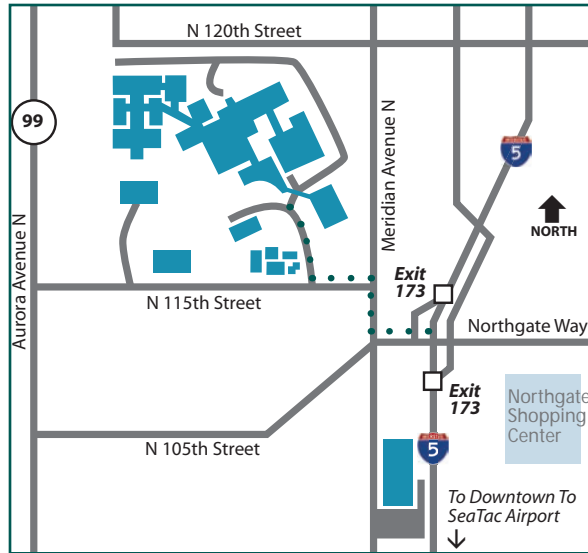 N 120th Street
99
5
Aurora Avenue N
Meridian Avenue N
NORTH
Exit
173
N 115th Street
Northgate Way
Exit
173
Northgate
Shopping
Center
N 105th Street
5
To Downtown To
SeaTac Airport